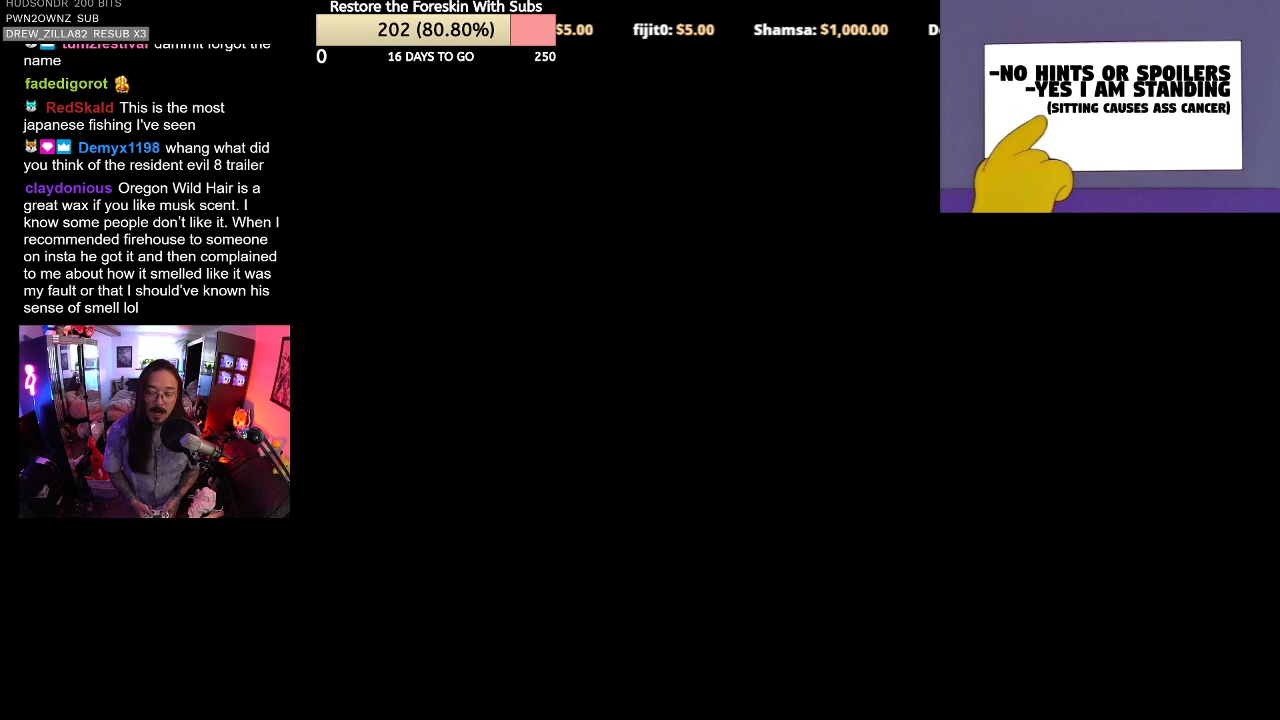 HUDSONDR 200 BITS
PWN2OWNZ SUB
DREW_ZILLA82 RESUB X3
dammit forgot the
name
fadedigorot
RedSkald This is the most
japanese fishing I've seen
Demyx1198 whang what did
you think of the resident evil 8 trailer
claydonious Oregon Wild Hair is a
great wax if you like musk scent. I
know some people don't like it. When I
recommended firehouse to someone
on insta he got it and then complained
to me about how it smelled like it was
my fault or that I should've known his
sense of smell lol
Restore the Foreskin With Subs
202 (80.80%)
0 16 DAYS TO GO 250
$5.00 fijit0: $5.00 Shamsa: $1,000.00
-NO HINTS OR SPOILERS
-YES I AM STANDING
(SITTING CAUSES ASS CANCER)